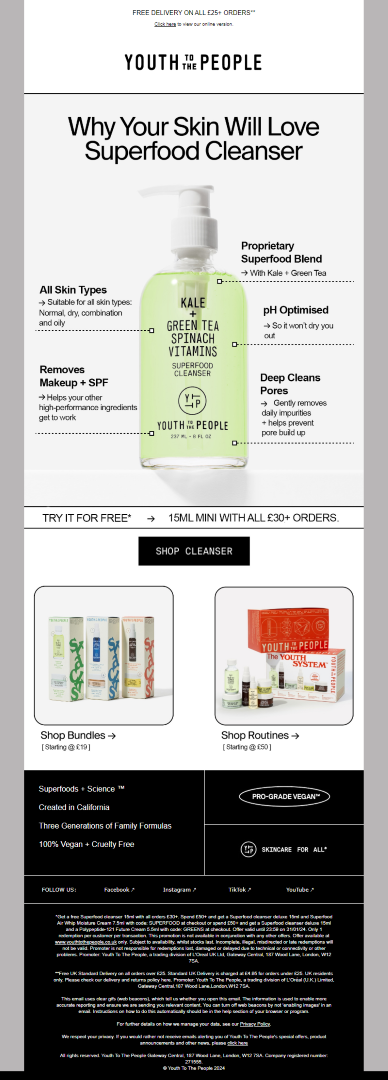 FREE DELIVERY ON ALL £25+ ORDERS**
Click here to view our online version.
YOUTH TO THE PEOPLE
Why Your Skin Will Love
Superfood Cleanser
Proprietary
Superfood Blend
→ With Kale + Green Tea
All Skin Types
→ Suitable for all skin types:
Normal, dry, combination
and oily
pH Optimised
→ So it won't dry you
out
Removes
Makeup + SPF
→ Helps your other
high-performance ingredients
get to work
Deep Cleans
Pores
→ Gently removes
daily impurities
+ helps prevent
pore build up
KALE
+
GREEN TEA
SPINACH
VITAMINS
SUPERFOOD
CLEANSER
YTTP
YOUTH TO THE PEOPLE
237 ML - 8 FL OZ
TRY IT FOR FREE* → 15ML MINI WITH ALL £30+ ORDERS.
SHOP CLEANSER
YOUTH TO THE PEOPLE
The YOUTH
SYSTEM
Shop Bundles →
[ Starting @ £19 ]
Shop Routines →
[ Starting @ £50 ]
Superfoods + Science ™
Created in California
Three Generations of Family Formulas
100% Vegan + Cruelty Free
PRO-GRADE VEGAN™
YTTP SKINCARE FOR ALL*
FOLLOW US: Facebook ↗ Instagram ↗ TikTok ↗ YouTube ↗
*Get a free Superfood cleanser 15ml with all orders £30+. Spend £50+ and get a Superfood cleanser deluxe 15ml and Superfood
Air Whip Moisture Cream 7.5ml with code: SUPERFOOD at checkout or spend £80+ and get a Superfood cleanser deluxe 15ml
and a Polypeptide-121 Future Cream 5.5ml with code: GREENS at checkout. Offer valid until 23:59 on 31/01/24. Only 1
redemption per customer per transaction. This promotion is not available in conjunction with any other offers. Offer available at
www.youthtothepeople.co.uk only. Subject to availability, whilst stocks last. Incomplete, illegal, misdirected or late redemptions will
not be valid. Promoter is not responsible for redemptions lost, damaged or delayed due to technical or connectivity or other
problems. Promoter: Youth To The People, a trading division of L'Oreal UK Ltd, Gateway Central, 187 Wood Lane, London, W12
7SA.
**Free UK Standard Delivery on all orders over £25. Standard UK Delivery is charged at £4.95 for orders under £25. UK residents
only. Please check our delivery and returns policy here. Promoter: Youth To The People, a trading division of L'Oréal (U.K.) Limited,
Gateway Central,187 Wood Lane,London,W12 7SA.
This email uses clear gifs (web beacons), which tell us whether you open this email. The information is used to enable more
accurate reporting and ensures we are sending you relevant content. You can turn off web beacons by not 'enabling images' in an
email. Instructions on how to do this automatically should be in the help section of your browser or program.
For further details on how we manage your data, see our Privacy Policy.
We respect your privacy. If you would rather not receive emails alerting you of Youth To The People's special offers, product
announcements and other news, please click here
All rights reserved. Youth To The People Gateway Central, 187 Wood Lane, London, W12 7SA. Company registered number:
271555.
© Youth To The People 2024